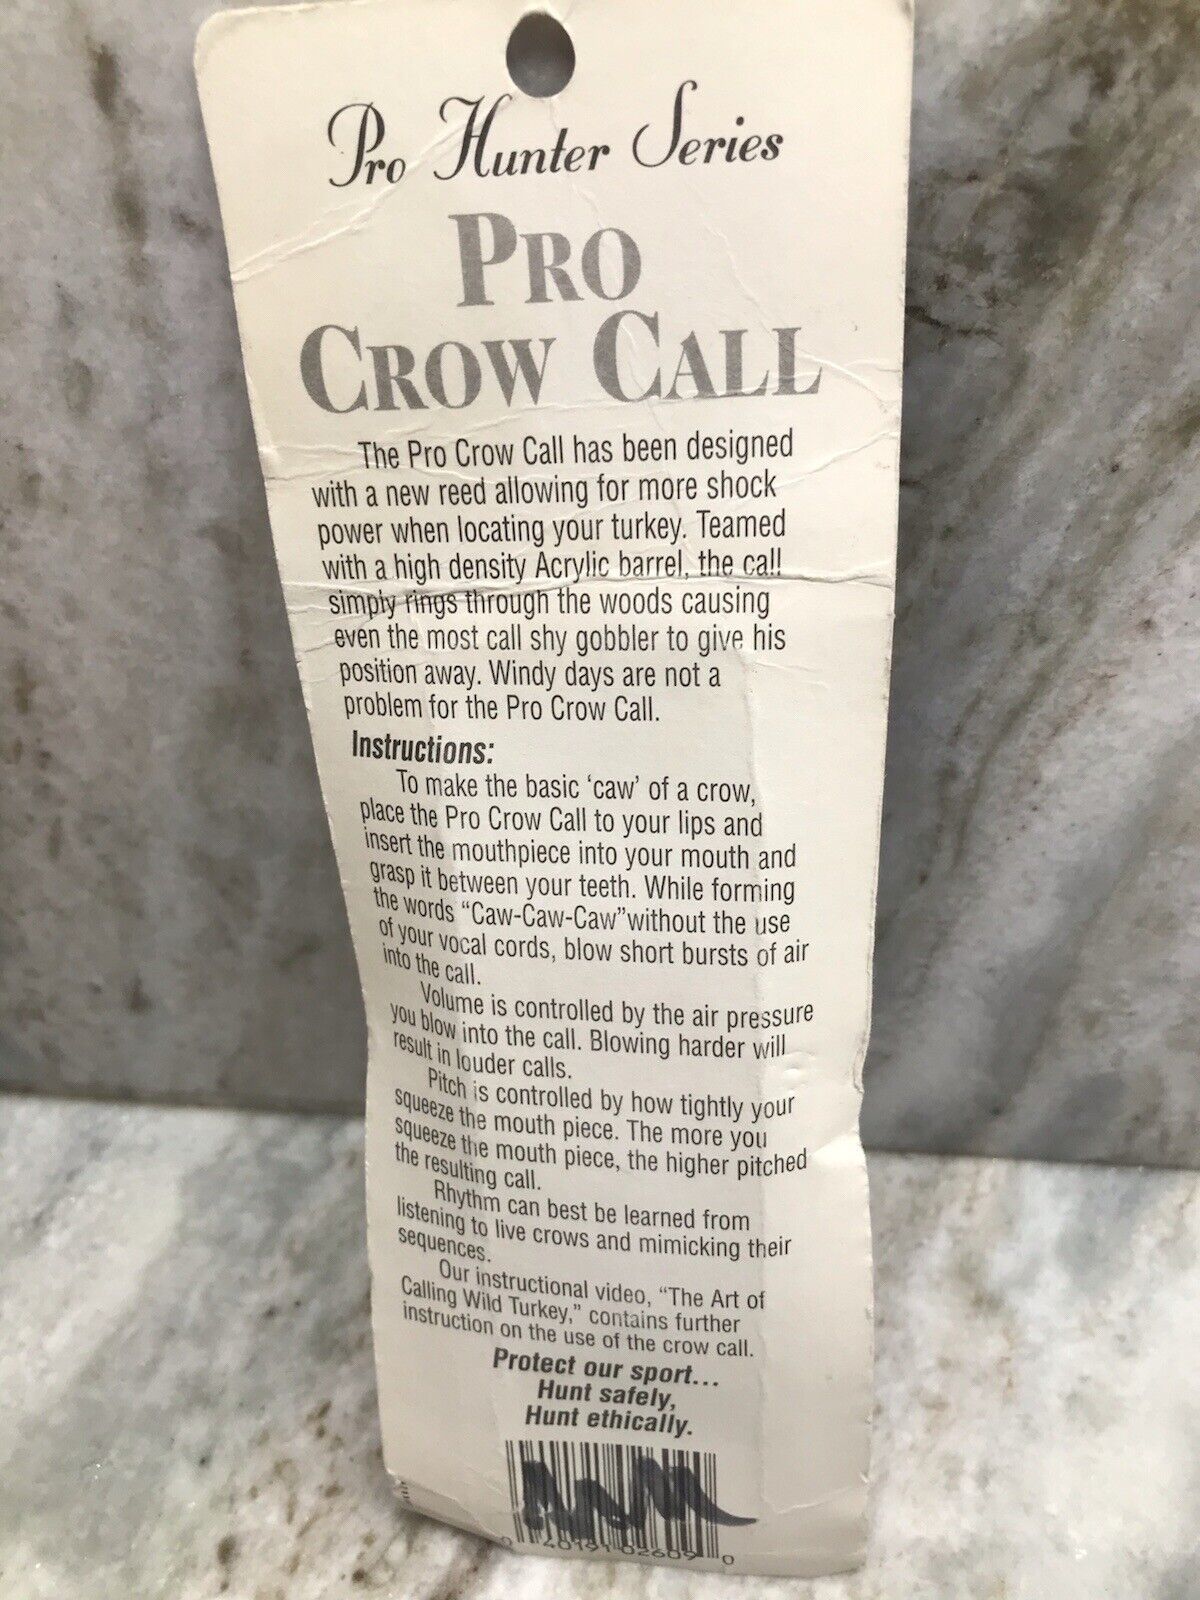 Pro Hunter Series
PRO
CROW CALL
The Pro Crow Call has been designed
with a new reed allowing for more shock
power when locating your turkey. Teamed
with a high density Acrylic barrel, the call
simply rings through the woods causing
even the most call shy gobbler to give his
position away. Windy days are not a
problem for the Pro Crow Call.
Instructions:
To make the basic ‘caw’ of a crow,
place the Pro Crow Call to your lips and
insert the mouthpiece into your mouth and
grasp it between your teeth. While forming
the words “Caw-Caw-Caw”without the use
of your vocal cords, blow short bursts of air
into the call.
Volume is controlled by the air pressure
you blow into the call. Blowing harder will
result in louder calls.
Pitch is controlled by how tightly your
squeeze the mouth piece. The more you
squeeze the mouth piece, the higher pitched
the resulting call.
Rhythm can best be learned from
listening to live crows and mimicking their
sequences.
Our instructional video, “The Art of
Calling Wild Turkey,” contains further
instruction on the use of the crow call.
Protect our sport...
Hunt safely,
Hunt ethically.
0 40191 02609 0